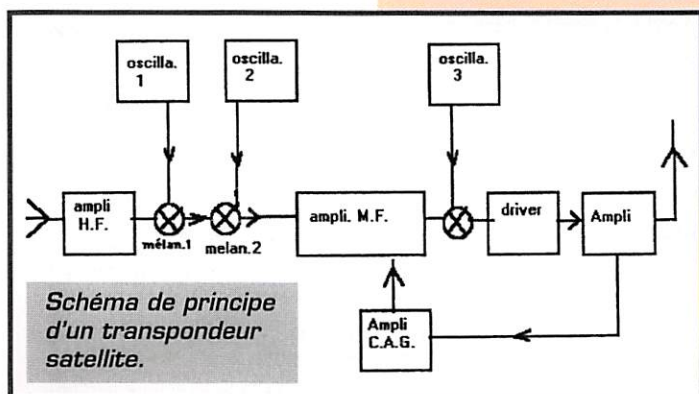 oscilla.
1
oscilla.
2
oscilla.
3
ampli
H.F.
mélan.1
melan.2
ampli. M.F.
driver
Ampli
Ampli
C.A.G.
Schéma de principe
d'un transpondeur
satellite.